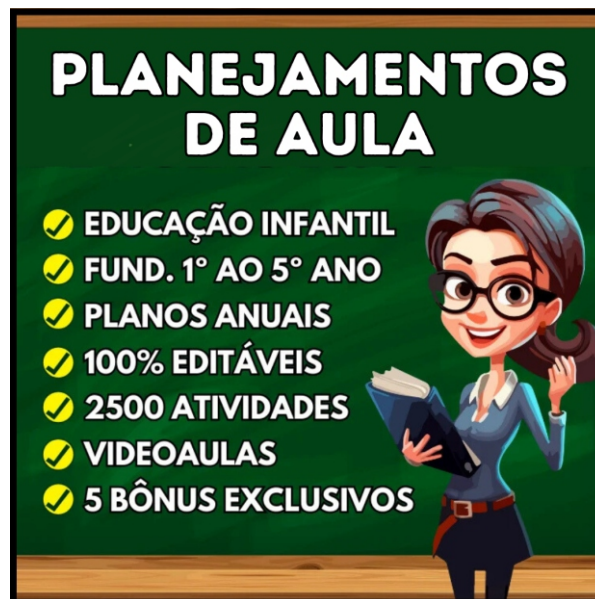 PLANEJAMENTOS
DE AULA
EDUCAÇÃO INFANTIL
FUND. 1° AO 5° ANO
PLANOS ANUAIS
100% EDITÁVEIS
2500 ATIVIDADES
VIDEOAULAS
5 BÔNUS EXCLUSIVOS